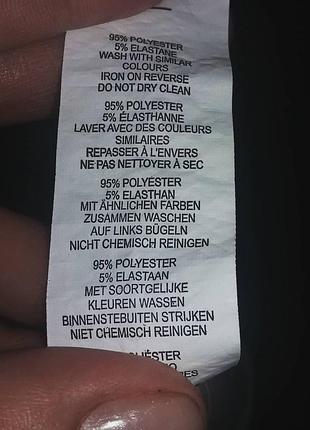 95% POLYESTER
5% ELASTANE
WASH WITH SIMILAR
COLOURS
IRON ON REVERSE
DO NOT DRY CLEAN
95% POLYESTER
5% ÉLASTHANNE
LAVER AVEC DES COULEURS
SIMILAIRES
REPASSER À L'ENVERS
NE PAS NETTOYER À SEC
95% POLYESTER
5% ELASTHAN
MIT ÄHNLICHEN FARBEN
ZUSAMMEN WASCHEN
AUF LINKS BÜGELN
NICHT CHEMISCH REINIGEN
95% POLYESTER
5% ELASTAAN
MET SOORTGELIJKE
KLEUREN WASSEN
BINNENSTEBUITEN STRIJKEN
NIET CHEMISCH REINIGEN